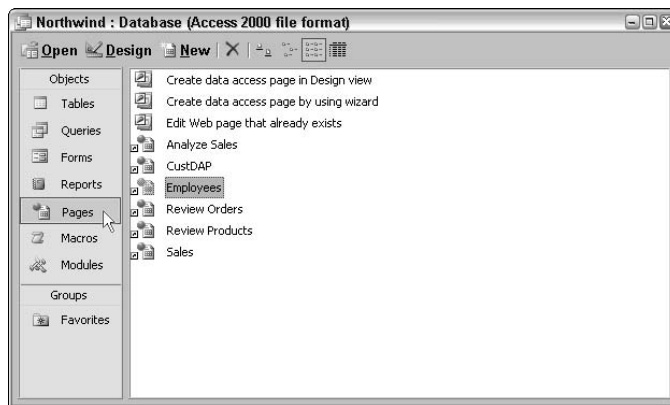 Northwind : Database (Access 2000 file format)
Open Design New
Objects
Tables
Queries
Forms
Reports
Pages
Macros
Modules
Groups
Favorites
Create data access page in Design view
Create data access page by using wizard
Edit Web page that already exists
Analyze Sales
CustDAP
Employees
Review Orders
Review Products
Sales